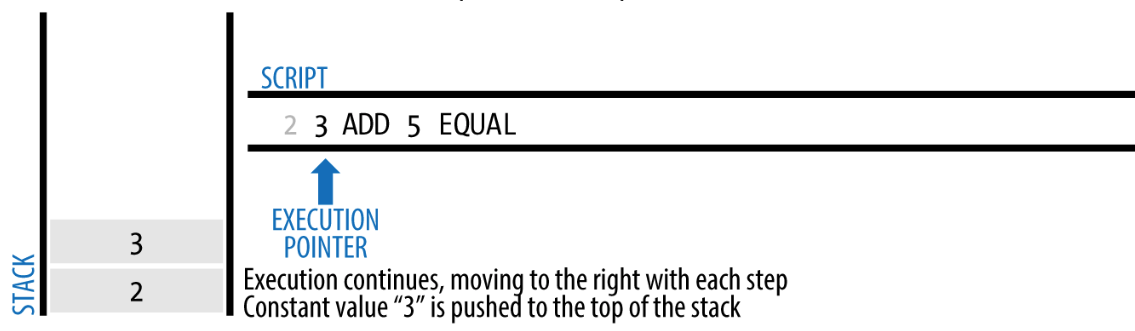 SCRIPT
2 3 ADD 5 EQUAL
EXECUTION
POINTER
STACK
3
2
Execution continues, moving to the right with each step
Constant value “3” is pushed to the top of the stack